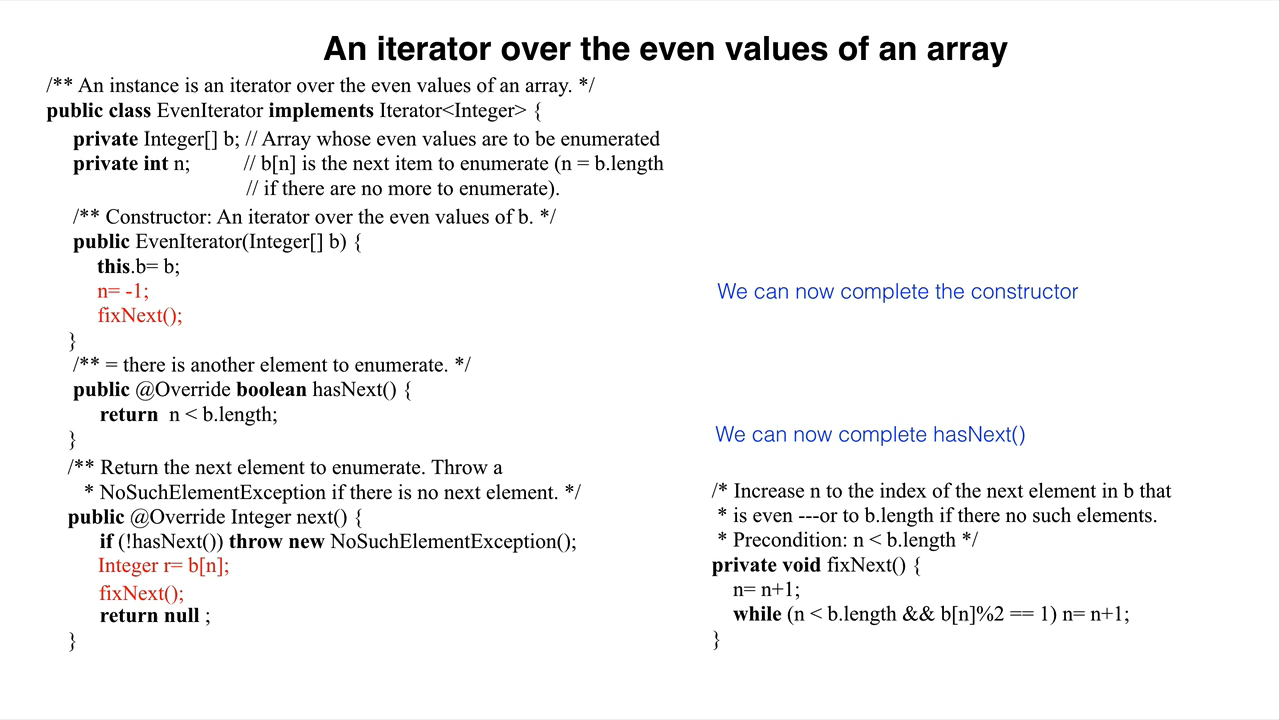 An iterator over the even values of an array
/** An instance is an iterator over the even values of an array. */
public class EvenIterator implements Iterator<Integer> {
private Integer[] b; // Array whose even values are to be enumerated
private int n; // b[n] is the next item to enumerate (n = b.length
// if there are no more to enumerate).
/** Constructor: An iterator over the even values of b. */
public EvenIterator(Integer[] b) {
this.b= b;
n= -1;
fixNext();
}
/** = there is another element to enumerate. */
public @Override boolean hasNext() {
return n < b.length;
}
/** Return the next element to enumerate. Throw a
* NoSuchElementException if there is no next element. */
public @Override Integer next() {
if (!hasNext()) throw new NoSuchElementException();
Integer r= b[n];
fixNext();
return null ;
}
We can now complete the constructor
We can now complete hasNext()
/* Increase n to the index of the next element in b that
* is even ---or to b.length if there no such elements.
* Precondition: n < b.length */
private void fixNext() {
n= n+1;
while (n < b.length && b[n]%2 == 1) n= n+1;
}